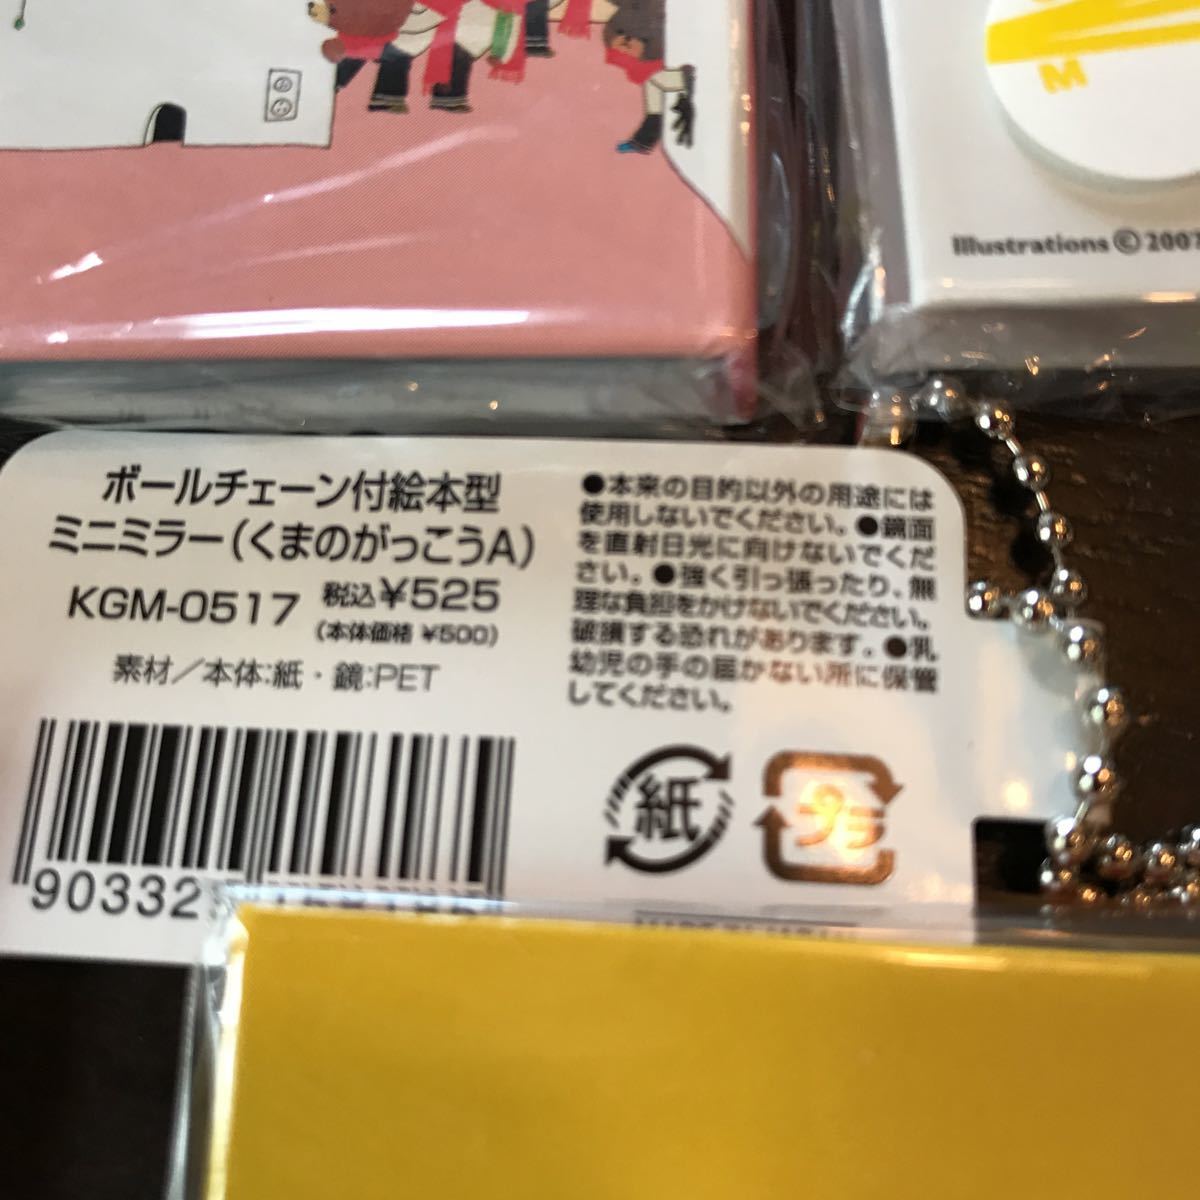 M
Illustrations © 2007
ボールチェーン付絵本型
ミニミラー(くまのがっこうA)
KGM-0517 税込¥525
(本体価格 ¥500)
素材/本体:紙・鏡:PET
●本来の目的以外の用途には
使用しないでください。●鏡面
を直射日光に向けないでくだ
さい。●強く引っ張ったり、無
理な負担をかけないでください。
破損する恐れがあります。●乳
幼児の手の届かない所に保管
してください。
紙
プラ
90332